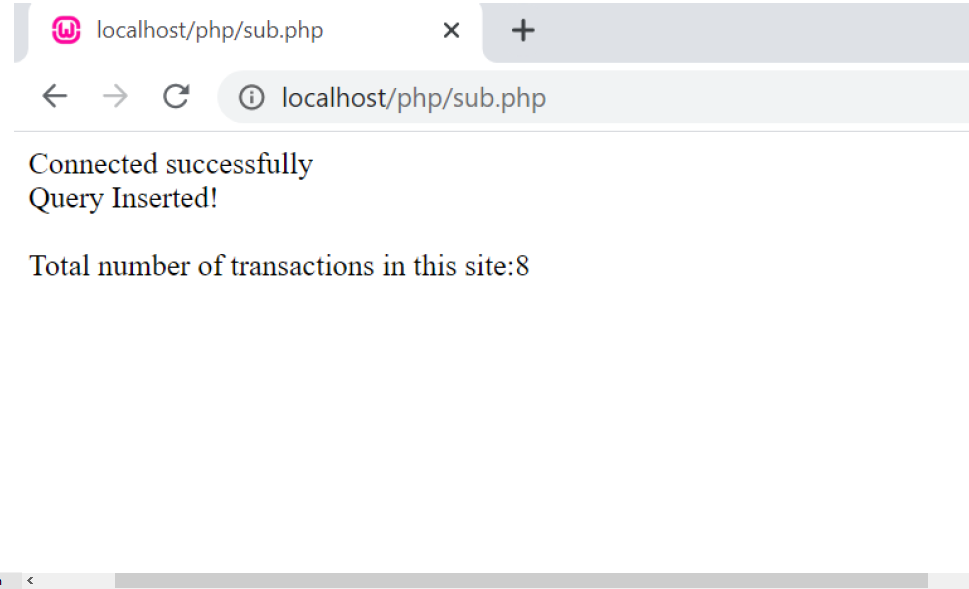 localhost/php/sub.php
localhost/php/sub.php
Connected successfully
Query Inserted!
Total number of transactions in this site:8